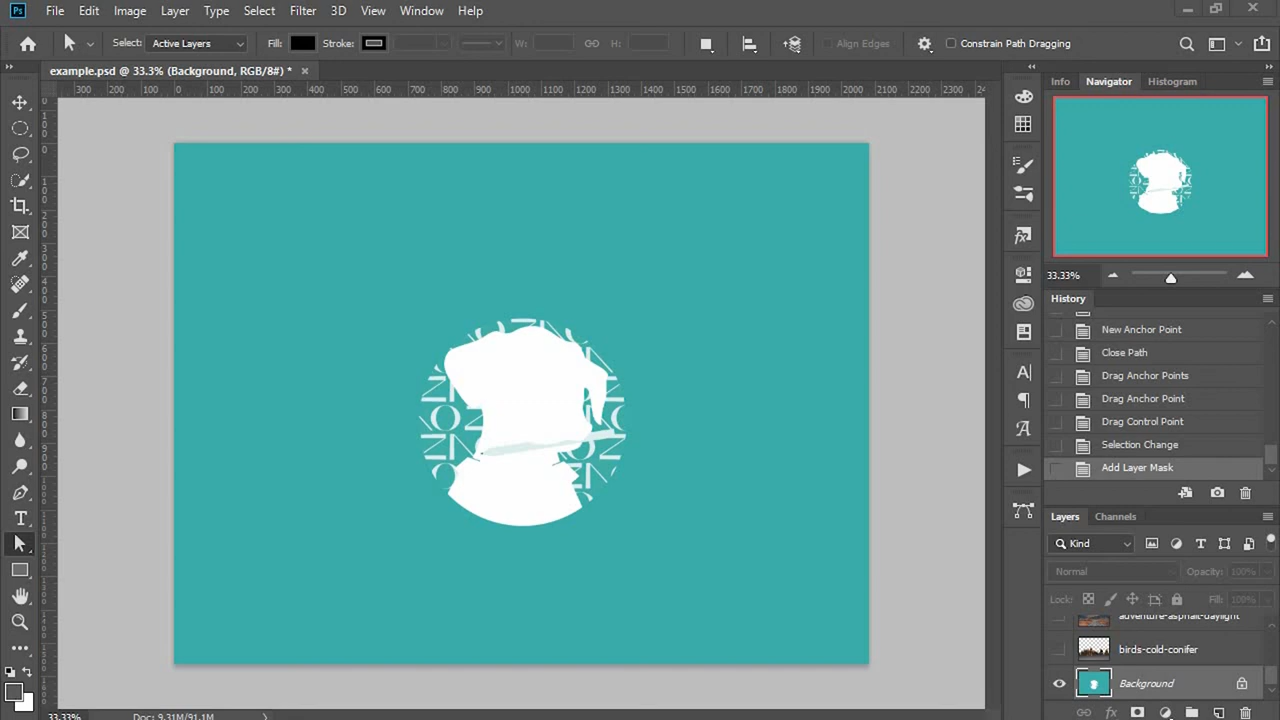 Ps File Edit Image Layer Type Select Filter 3D View Window Help
Select: Active Layers Fill: Stroke: W: H: Align Edges Constrain Path Dragging
example.psd @ 33.3% (Background, RGB/8#) *
Info Navigator Histogram
300 200 100 0 100 200 300 400 500 600 700 800 900 1000 1100 1200 1300 1400 1500 1600 1700 1800 1900 2000 2100 2200 2300
33.33%
History
New Anchor Point
Close Path
Drag Anchor Points
Drag Anchor Point
Drag Control Point
Selection Change
Add Layer Mask
Layers Channels
Kind
Normal Opacity: 100%
Lock: Fill: 100%
adventure-asphalt-daylight
birds-cold-conifer
Background
33.33% Doc: 9.31M/91.1M